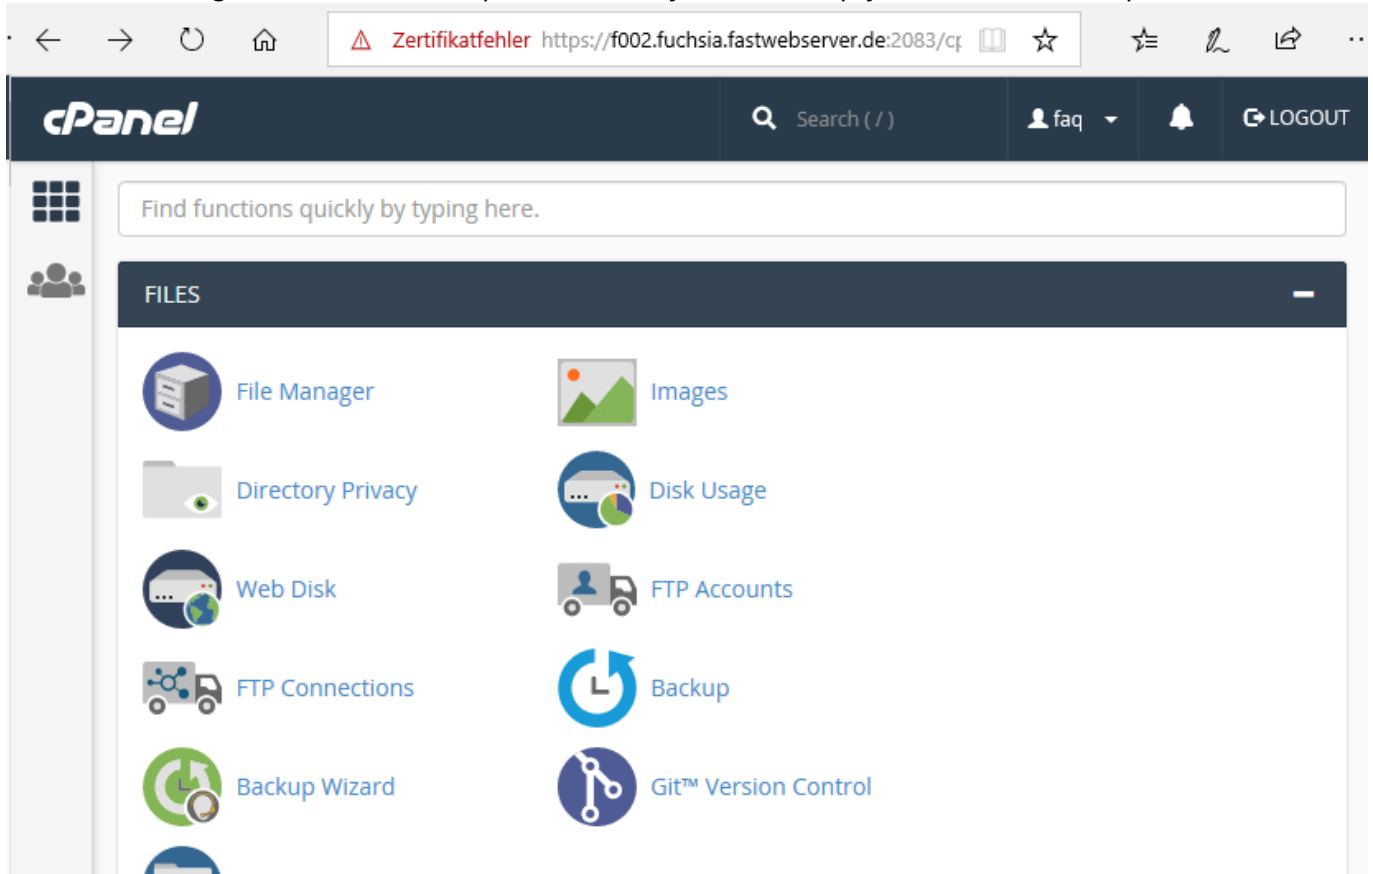 Zertifikatfehler https://f002.fuchsia.fastwebserver.de:2083/cp
cPanel
Search ( / )
faq
LOGOUT
Find functions quickly by typing here.
FILES
File Manager
Images
Directory Privacy
Disk Usage
Web Disk
FTP Accounts
FTP Connections
Backup
Backup Wizard
Git™ Version Control